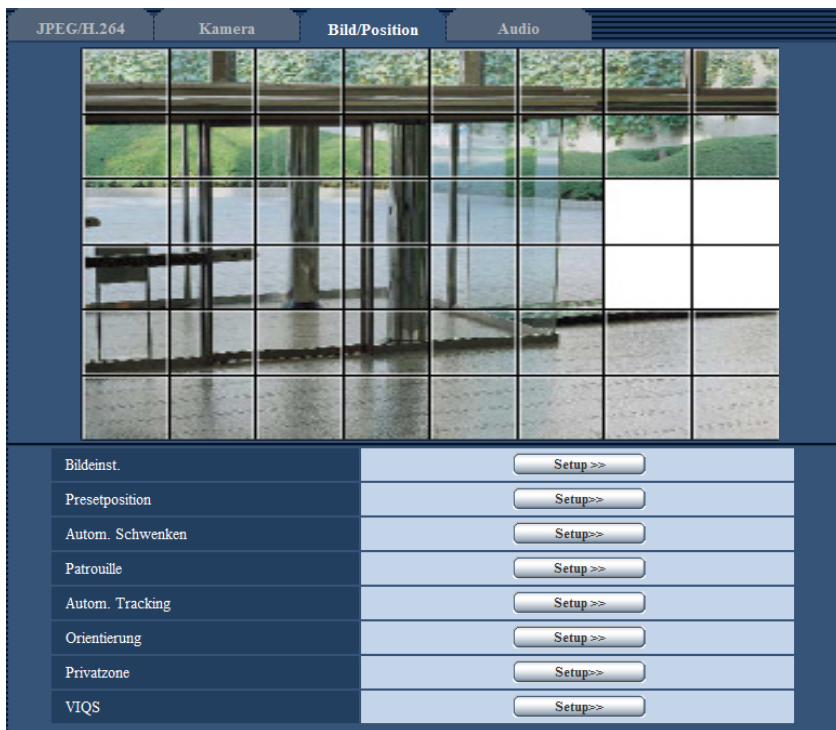 JPEG/H.264 Kamera Bild/Position Audio
Bildeinst. Setup >>
Presetposition Setup>>
Autom. Schwenken Setup>>
Patrouille Setup >>
Autom. Tracking Setup >>
Orientierung Setup >>
Privatzone Setup>>
VIQS Setup>>